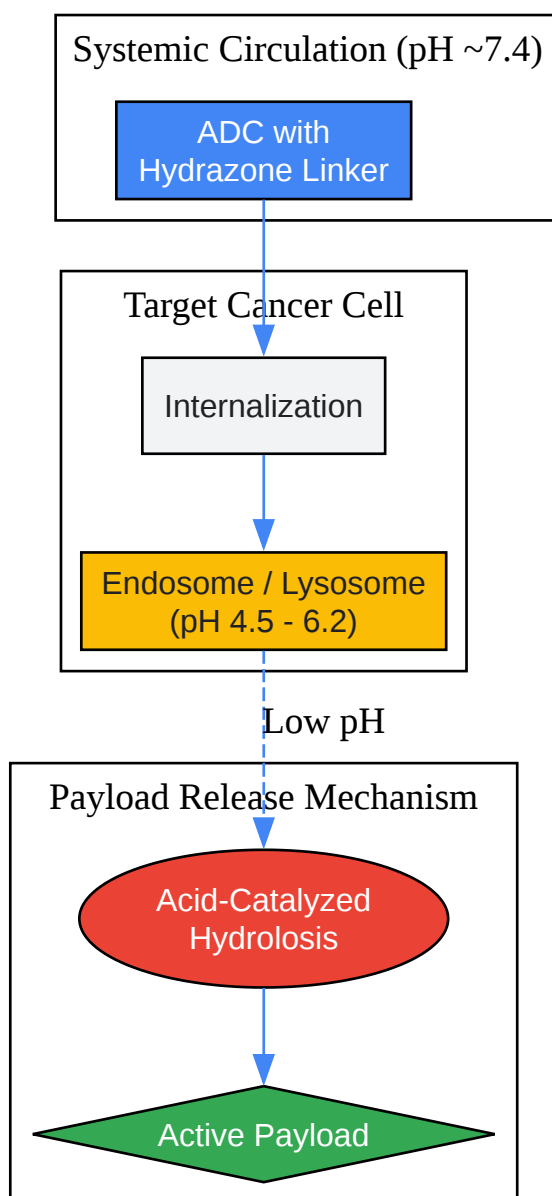 Systemic Circulation (pH ~7.4)
ADC with
Hydrazone Linker
Target Cancer Cell
Internalization
Endosome / Lysosome
(pH 4.5 - 6.2)
Low pH
Payload Release Mechanism
Acid-Catalyzed
Hydrolosis
Active Payload